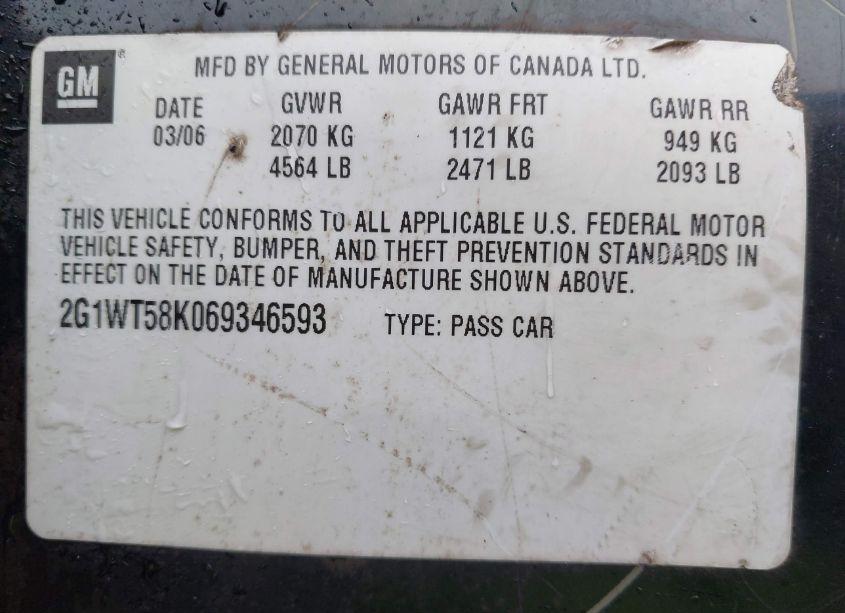 GM
MFD BY GENERAL MOTORS OF CANADA LTD.
DATE GVWR GAWR FRT GAWR RR
03/06 2070 KG 1121 KG 949 KG
4564 LB 2471 LB 2093 LB
THIS VEHICLE CONFORMS TO ALL APPLICABLE U.S. FEDERAL MOTOR
VEHICLE SAFETY, BUMPER, AND THEFT PREVENTION STANDARDS IN
EFFECT ON THE DATE OF MANUFACTURE SHOWN ABOVE.
2G1WT58K069346593 TYPE: PASS CAR